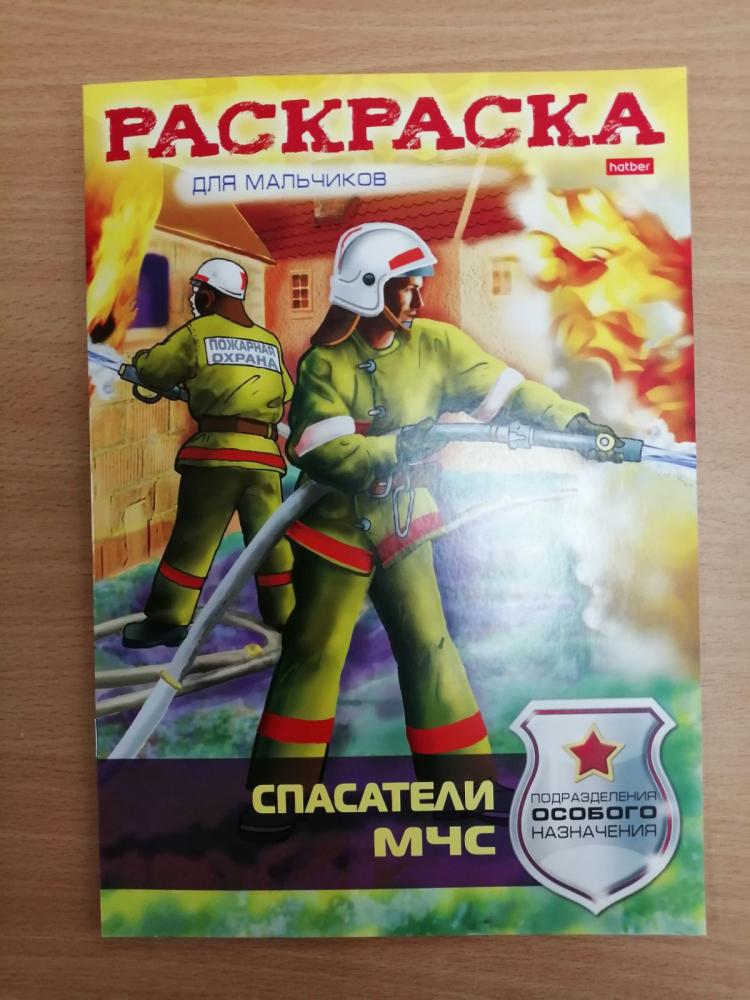 РАСКРАСКА
hatber
ДЛЯ МАЛЬЧИКОВ
ПОЖАРНАЯ
ОХРАНА
СПАСАТЕЛИ
МЧС
ПОДРАЗДЕЛЕНИЯ
ОСОБОГО
НАЗНАЧЕНИЯ